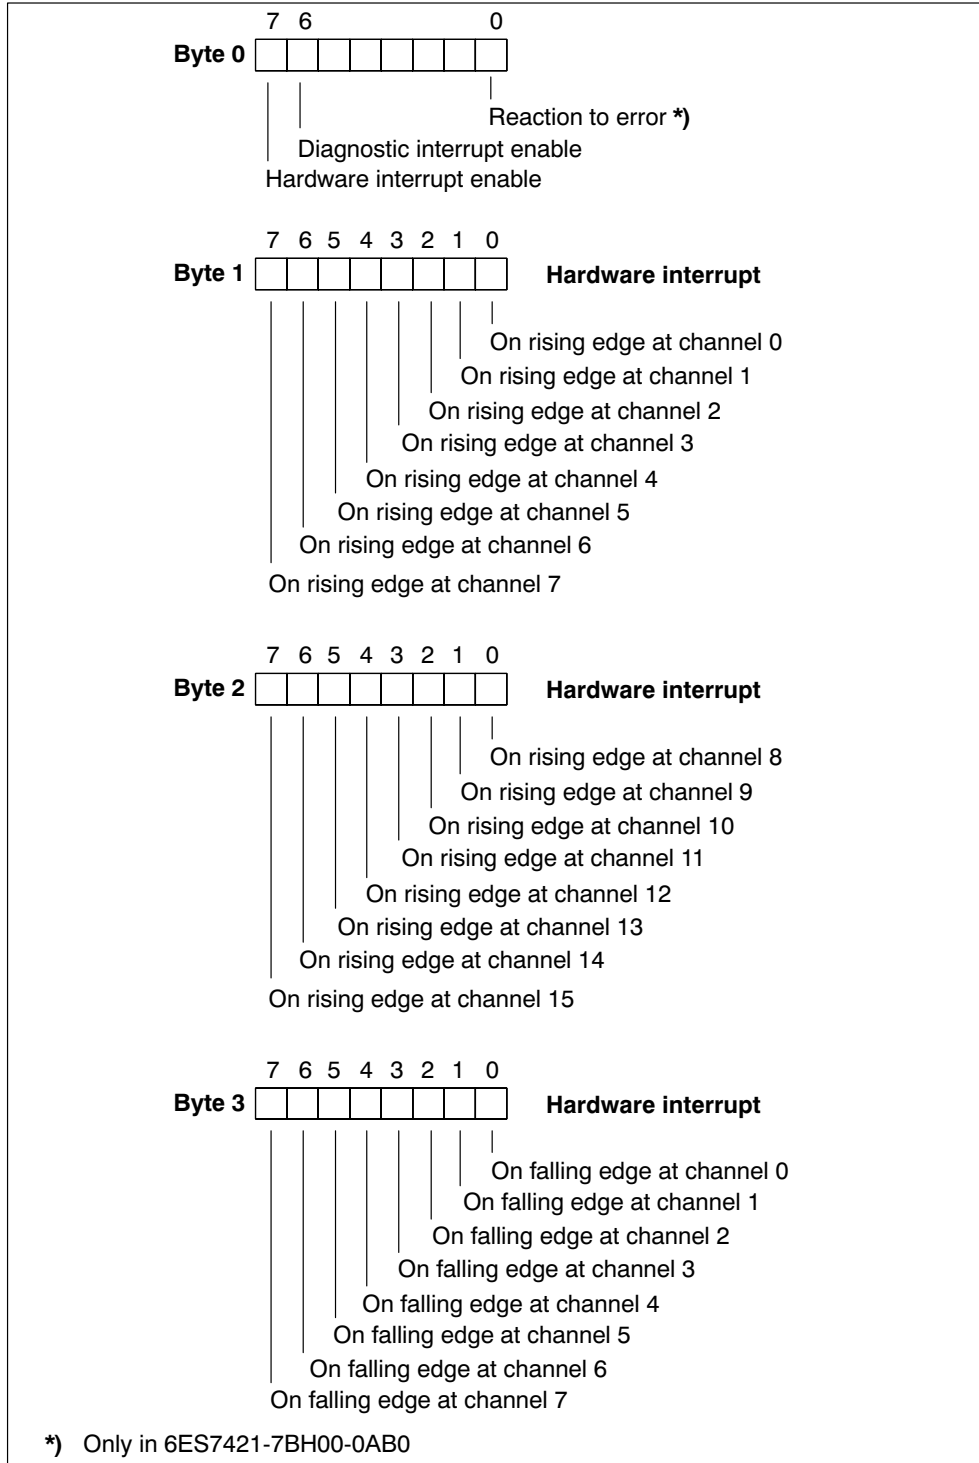 7 6 0
Byte 0
Reaction to error *)
Diagnostic interrupt enable
Hardware interrupt enable
7 6 5 4 3 2 1 0
Byte 1 Hardware interrupt
On rising edge at channel 0
On rising edge at channel 1
On rising edge at channel 2
On rising edge at channel 3
On rising edge at channel 4
On rising edge at channel 5
On rising edge at channel 6
On rising edge at channel 7
7 6 5 4 3 2 1 0
Byte 2 Hardware interrupt
On rising edge at channel 8
On rising edge at channel 9
On rising edge at channel 10
On rising edge at channel 11
On rising edge at channel 12
On rising edge at channel 13
On rising edge at channel 14
On rising edge at channel 15
7 6 5 4 3 2 1 0
Byte 3 Hardware interrupt
On falling edge at channel 0
On falling edge at channel 1
On falling edge at channel 2
On falling edge at channel 3
On falling edge at channel 4
On falling edge at channel 5
On falling edge at channel 6
On falling edge at channel 7
*) Only in 6ES7421-7BH00-0AB0